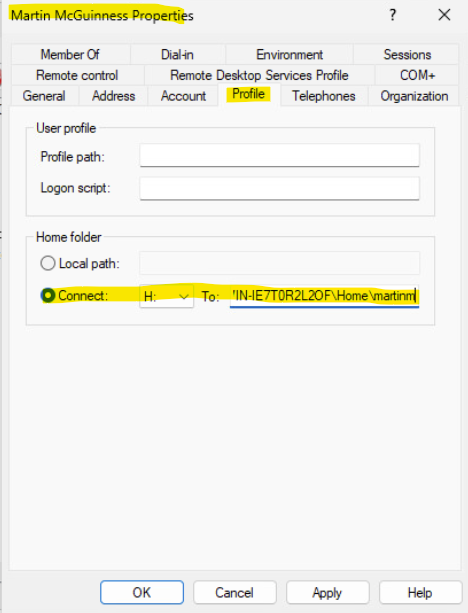 Martin McGuinness Properties ? ×
Member Of Dial-in Environment Sessions
Remote control Remote Desktop Services Profile COM+
General Address Account Profile Telephones Organization
User profile
Profile path:
Logon script:
Home folder
Local path:
Connect: H: To: 'IN-IE7T0R2L2OF\Home\martinm
OK Cancel Apply Help